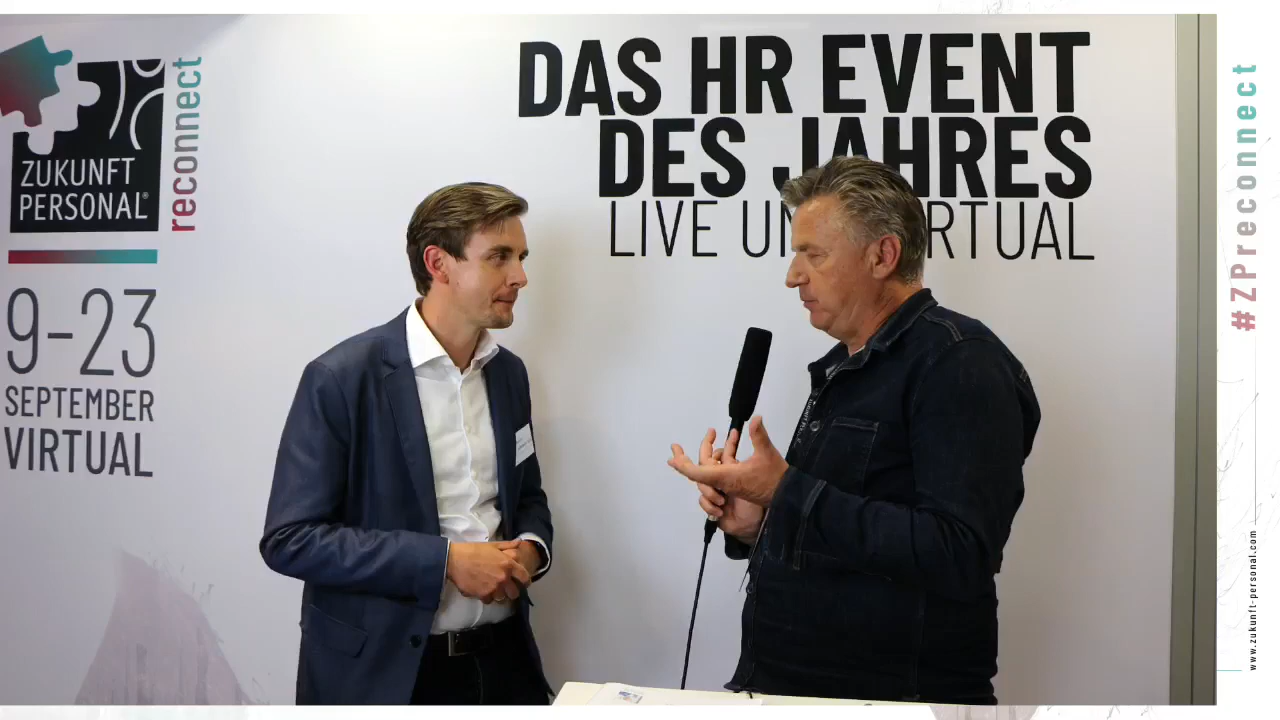 ZUKUNFT
PERSONAL®
reconnect
9–23
SEPTEMBER
VIRTUAL
DAS HR EVENT
DES JAHRES
LIVE UN
RTUAL
#ZPreconnect
www.zukunft-personal.com